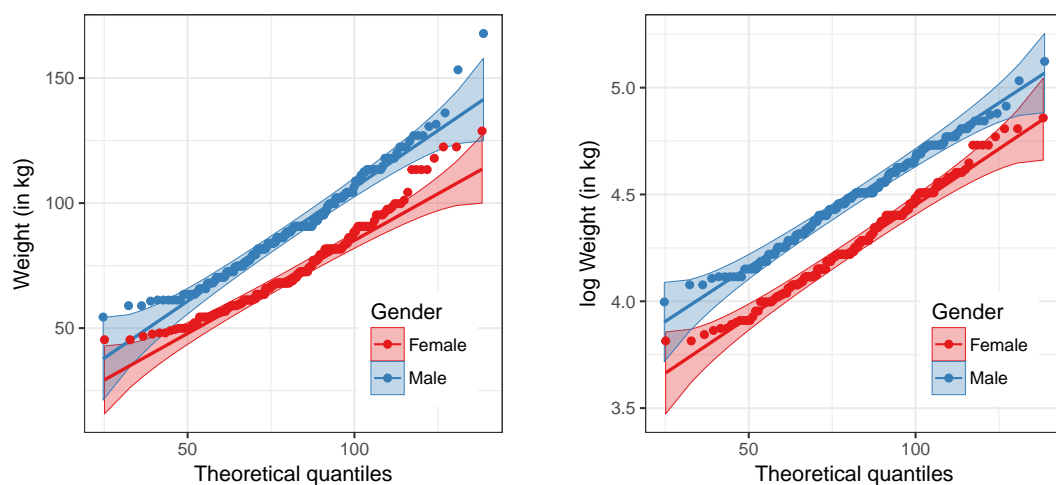 Weight (in kg)
150
100
50
50
100
Theoretical quantiles
Gender
Female
Male
log Weight (in kg)
5.0
4.5
4.0
3.5
50
100
Theoretical quantiles
Gender
Female
Male